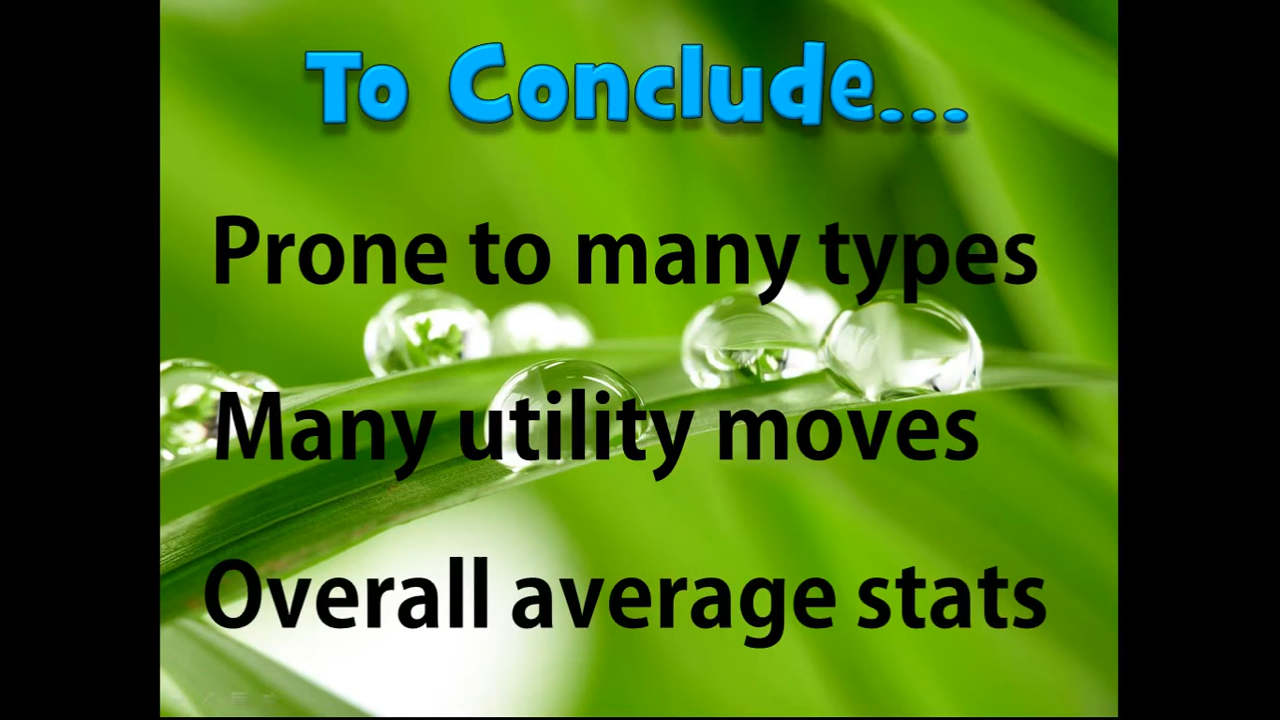 To Conclude...
Prone to many types
Many utility moves
Overall average stats